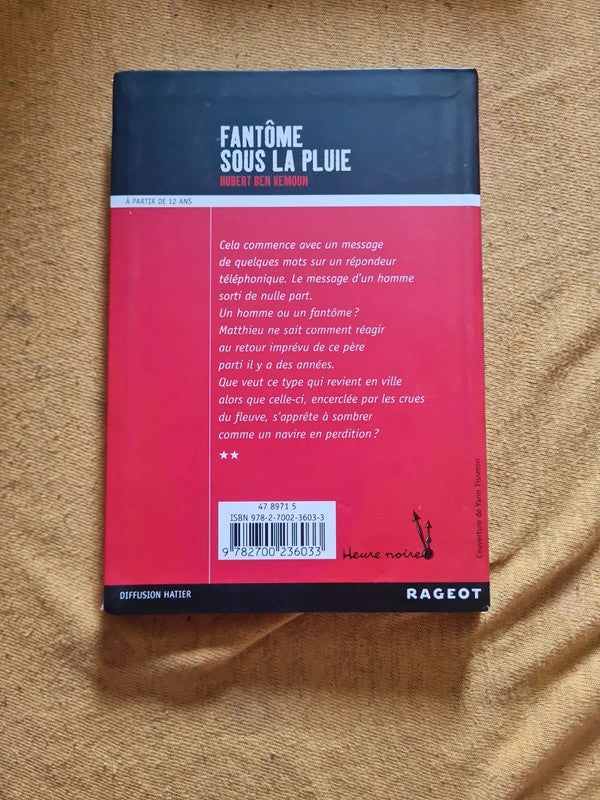 FANTÔME
SOUS LA PLUIE
HUBERT BEN KEMOUN
À PARTIR DE 12 ANS
Cela commence avec un message
de quelques mots sur un répondeur
téléphonique. Le message d'un homme
sorti de nulle part.
Un homme ou un fantôme ?
Matthieu ne sait comment réagir
au retour imprévu de ce père
parti il y a des années.
Que veut ce type qui revient en ville
alors que celle-ci, encerclée par les crues
du fleuve, s'apprête à sombrer
comme un navire en perdition ?
★★
47 8971 5
ISBN 978-2-7002-3603-3
9 782700 236033
Heure noire
Couverture de Yann Tisseron
DIFFUSION HATIER
RAGEOT